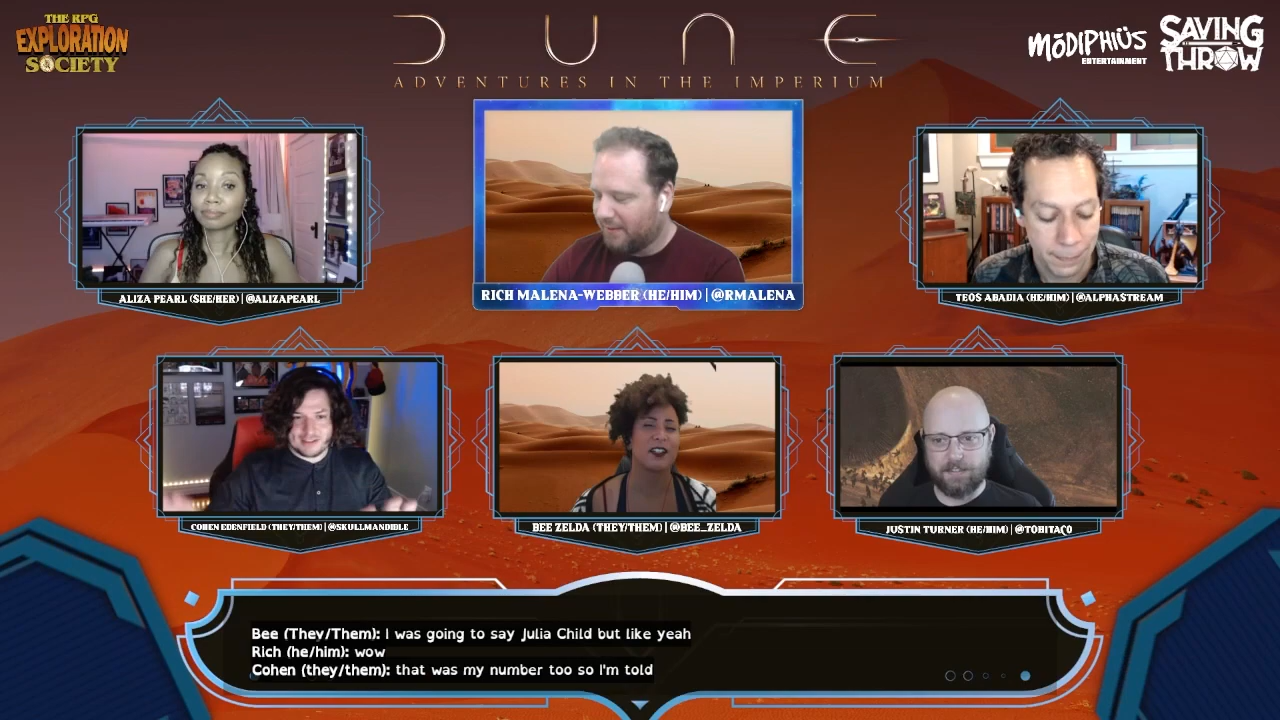 THE RPG
EXPLORATION
SOCIETY
DUNE
ADVENTURES IN THE IMPERIUM
MŌDIPHIÜS
ENTERTAINMENT
SAVING
THROW
ALIZA PEARL (SHE/HER) | @ALIZAPEARL
RICH MALENA-WEBBER (HE/HIM) | @RMALENA
TEOS ABADIA (HE/HIM) | @ALPHASTREAM
COHEN EDENFIELD (THEY/THEM) | @SKULLMANDIBLE
BEE ZELDA (THEY/THEM) | @BEE_ZELDA
JUSTIN TURNER (HE/HIM) | @TOBITACO
Bee (They/Them): I was going to say Julia Child but like yeah
Rich (he/him): wow
Cohen (they/them): that was my number too so I'm told